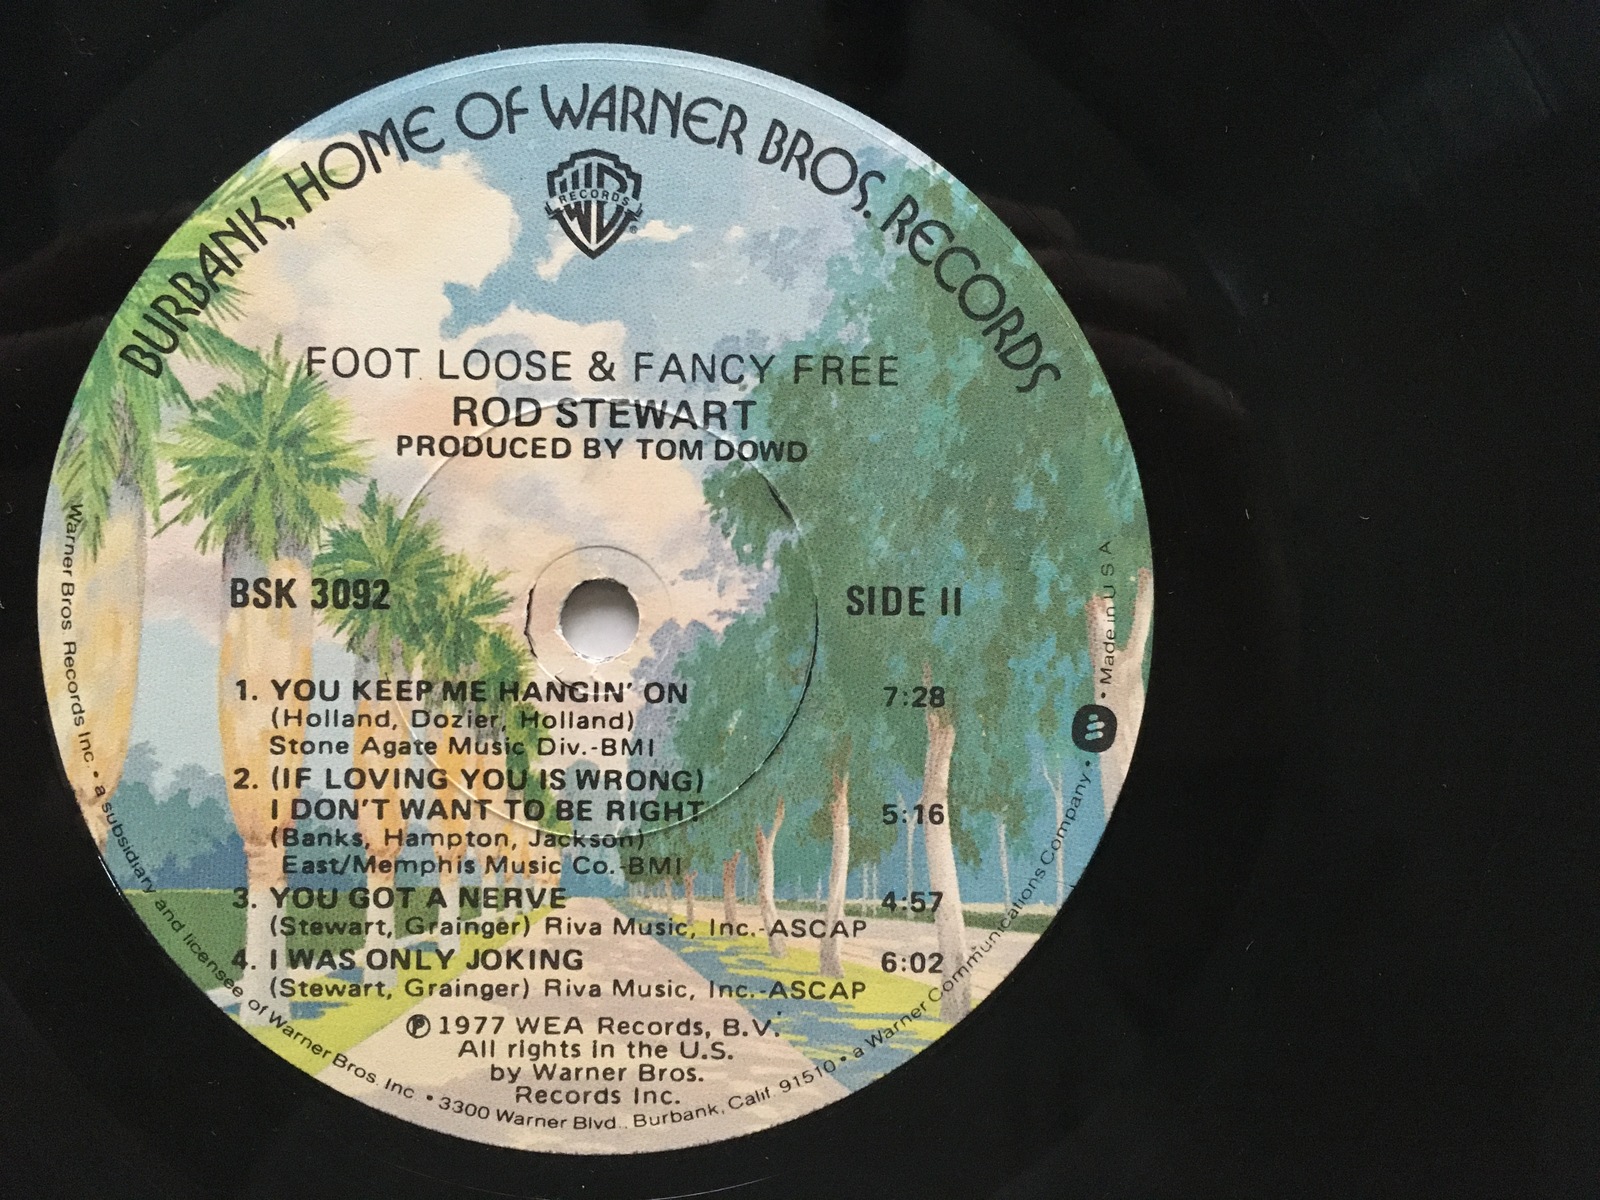 BURBANK, HOME OF WARNER BROS. RECORDS
RECORDS
®
FOOT LOOSE & FANCY FREE
ROD STEWART
PRODUCED BY TOM DOWD
BSK 3092
SIDE II
1. YOU KEEP ME HANGIN' ON 7:28
(Holland, Dozier, Holland)
Stone Agate Music Div.-BMI
2. (IF LOVING YOU IS WRONG)
I DON'T WANT TO BE RIGHT 5:16
(Banks, Hampton, Jackson)
East/Memphis Music Co.-BMI
3. YOU GOT A NERVE 4:57
(Stewart, Grainger) Riva Music, Inc.-ASCAP
4. I WAS ONLY JOKING 6:02
(Stewart, Grainger) Riva Music, Inc.-ASCAP
℗ 1977 WEA Records, B.V.
All rights in the U.S.
by Warner Bros.
Records Inc.
Warner Bros. Records Inc. • a subsidiary and licensee of Warner Bros. Inc. • 3300 Warner Blvd., Burbank, Calif. 91510 • a Warner Communications Company. • Made in U S A